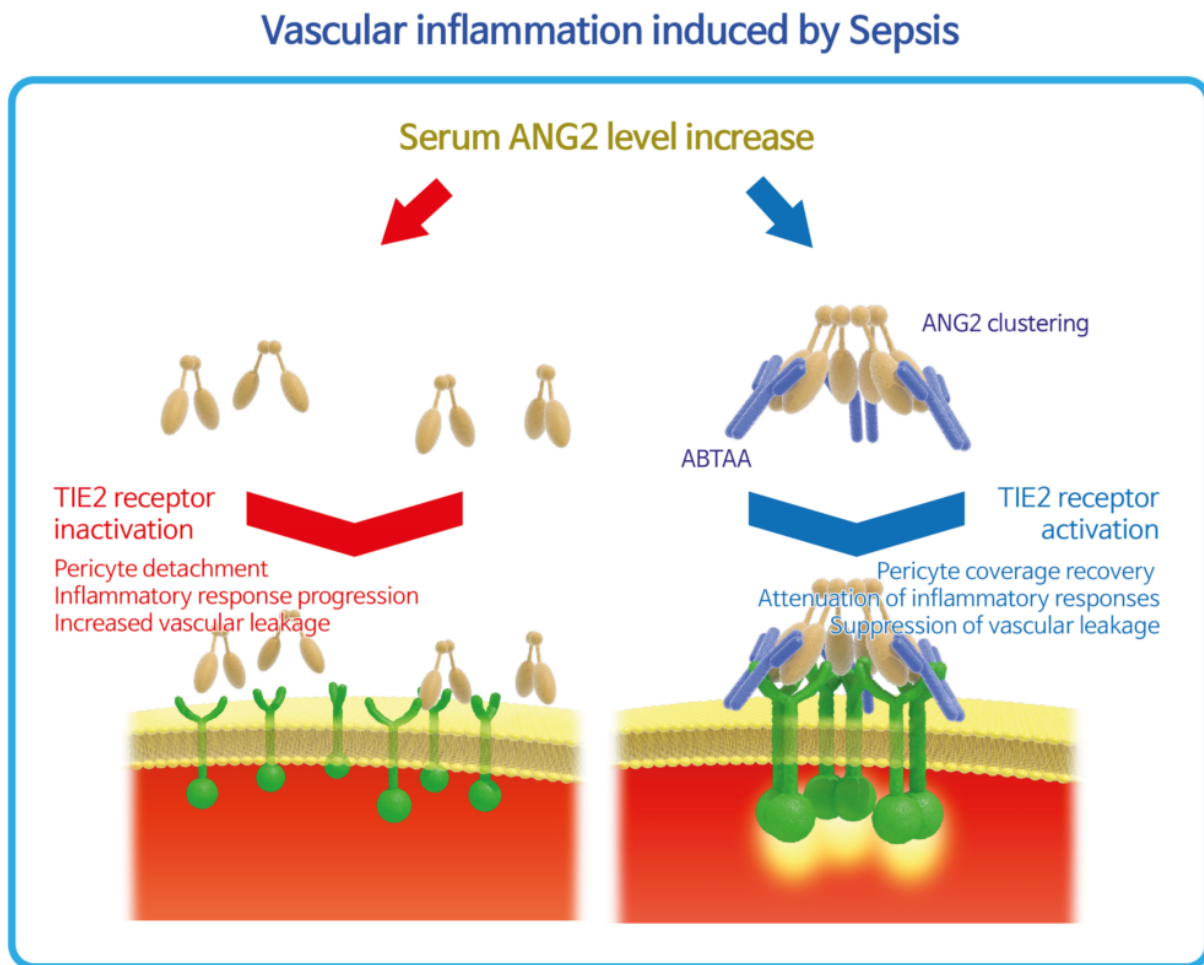 Vascular inflammation induced by Sepsis
Serum ANG2 level increase
ANG2 clustering
ABTAA
TIE2 receptor
inactivation
Pericyte detachment
Inflammatory response progression
Increased vascular leakage
TIE2 receptor
activation
Pericyte coverage recovery
Attenuation of inflammatory responses
Suppression of vascular leakage